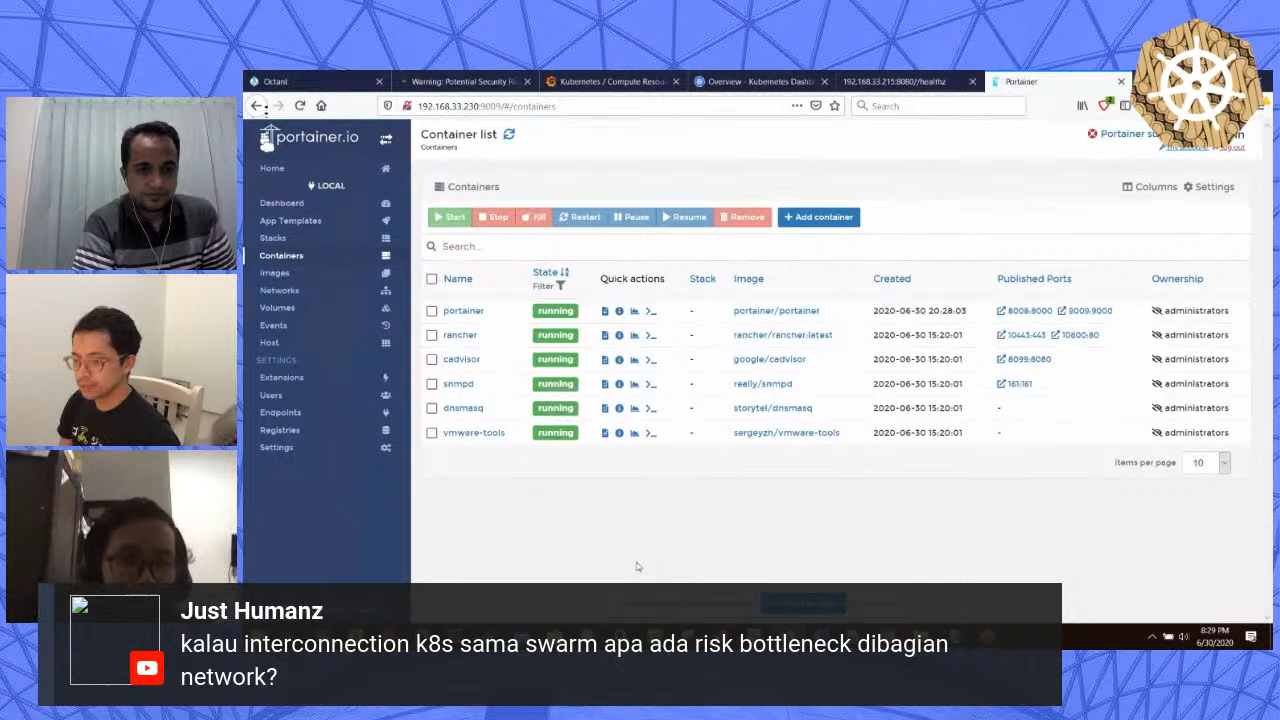 Octant
Warning: Potential Security Ri
Kubernetes / Compute Resou
Overview - Kubernetes Dashb
192.168.33.215:8080//healthz
Portainer
192.168.33.230:9009/#/containers
Search
portainer.io
Home
LOCAL
Dashboard
App Templates
Stacks
Containers
Images
Networks
Volumes
Events
Host
SETTINGS
Extensions
Users
Endpoints
Registries
Settings
Container list
Containers
Portainer su
my account
log out
Containers
Columns Settings
Start Stop Kill Restart Pause Resume Remove + Add container
Search...
Name State Filter Quick actions Stack Image Created Published Ports Ownership
portainer running - portainer/portainer 2020-06-30 20:28:03 8008:8000 9009:9000 administrators
rancher running - rancher/rancher:latest 2020-06-30 15:20:01 10443:443 10800:80 administrators
cadvisor running - google/cadvisor 2020-06-30 15:20:01 8099:8080 administrators
snmpd running - really/snmpd 2020-06-30 15:20:01 161:161 administrators
dnsmasq running - storytel/dnsmasq 2020-06-30 15:20:01 - administrators
vmware-tools running - sergeyzh/vmware-tools 2020-06-30 15:20:01 - administrators
Items per page 10
8:29 PM
6/30/2020
Just Humanz
kalau interconnection k8s sama swarm apa ada risk bottleneck dibagian
network?